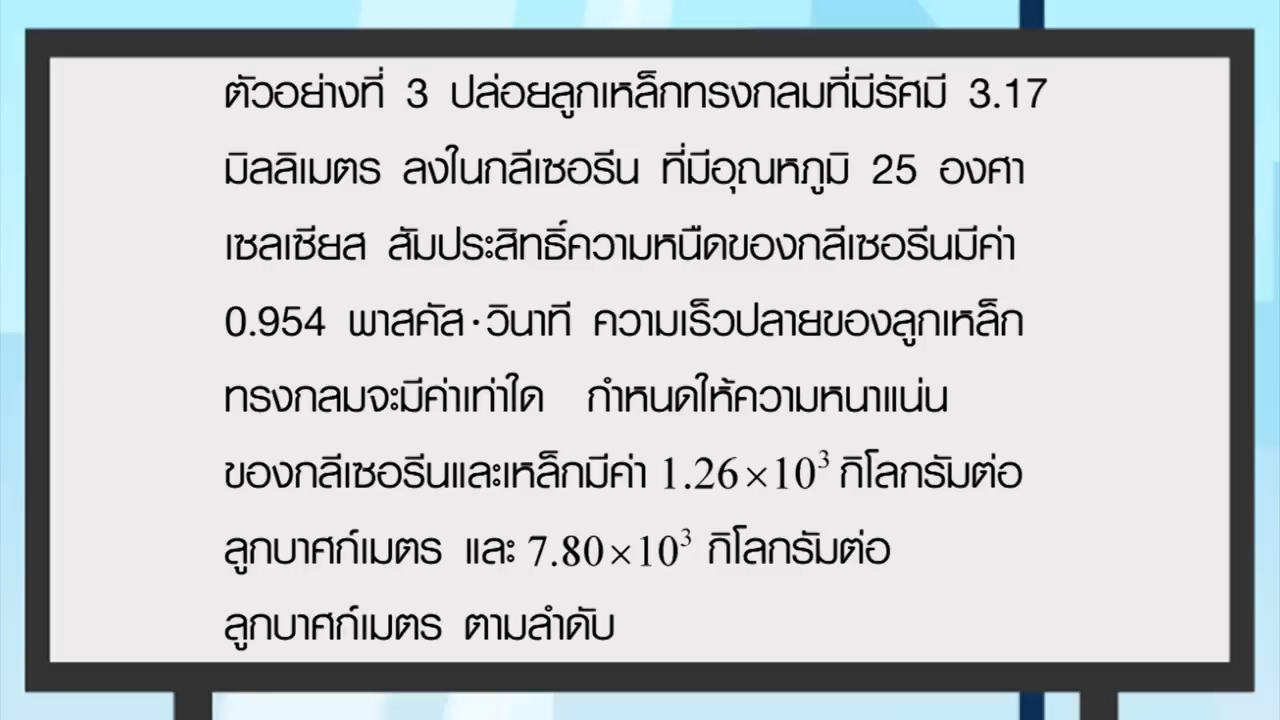 ตัวอย่างที่ 3 ปล่อยลูกเหล็กทรงกลมที่มีรัศมี 3.17
มิลลิเมตร ลงในกลีเซอรีน ที่มีอุณหภูมิ 25 องศา
เซลเซียส สัมประสิทธิ์ความหนืดของกลีเซอรีนมีค่า
0.954 พาสคัส·วินาที ความเร็วปลายของลูกเหล็ก
ทรงกลมจะมีค่าเท่าใด กำหนดให้ความหนาแน่น
ของกลีเซอรีนและเหล็กมีค่า 1.26×10³ กิโลกรัมต่อ
ลูกบาศก์เมตร และ 7.80×10³ กิโลกรัมต่อ
ลูกบาศก์เมตร ตามลำดับ